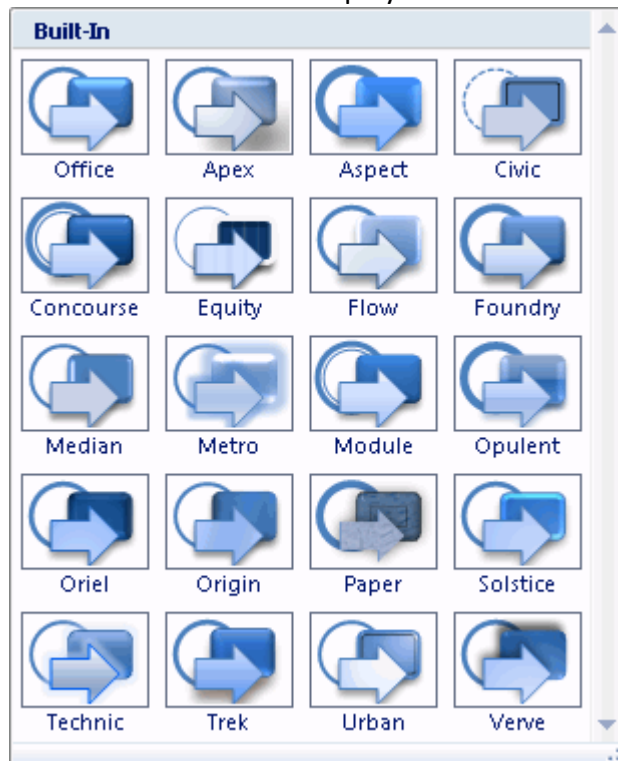 Built-In
Office Apex Aspect Civic
Concourse Equity Flow Foundry
Median Metro Module Opulent
Oriel Origin Paper Solstice
Technic Trek Urban Verve